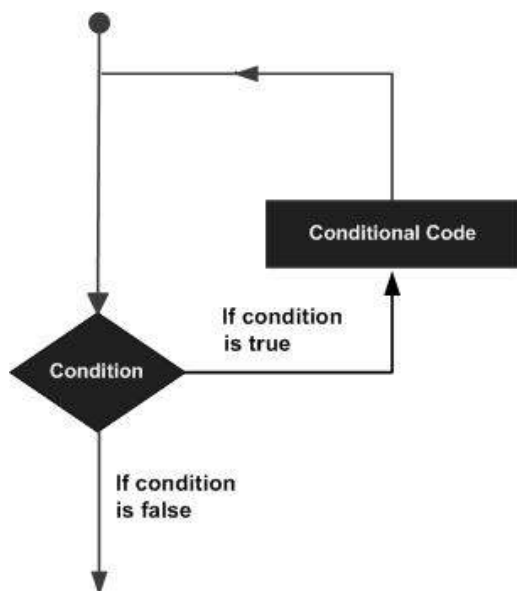 Conditional Code
If condition
is true
Condition
If condition
is false